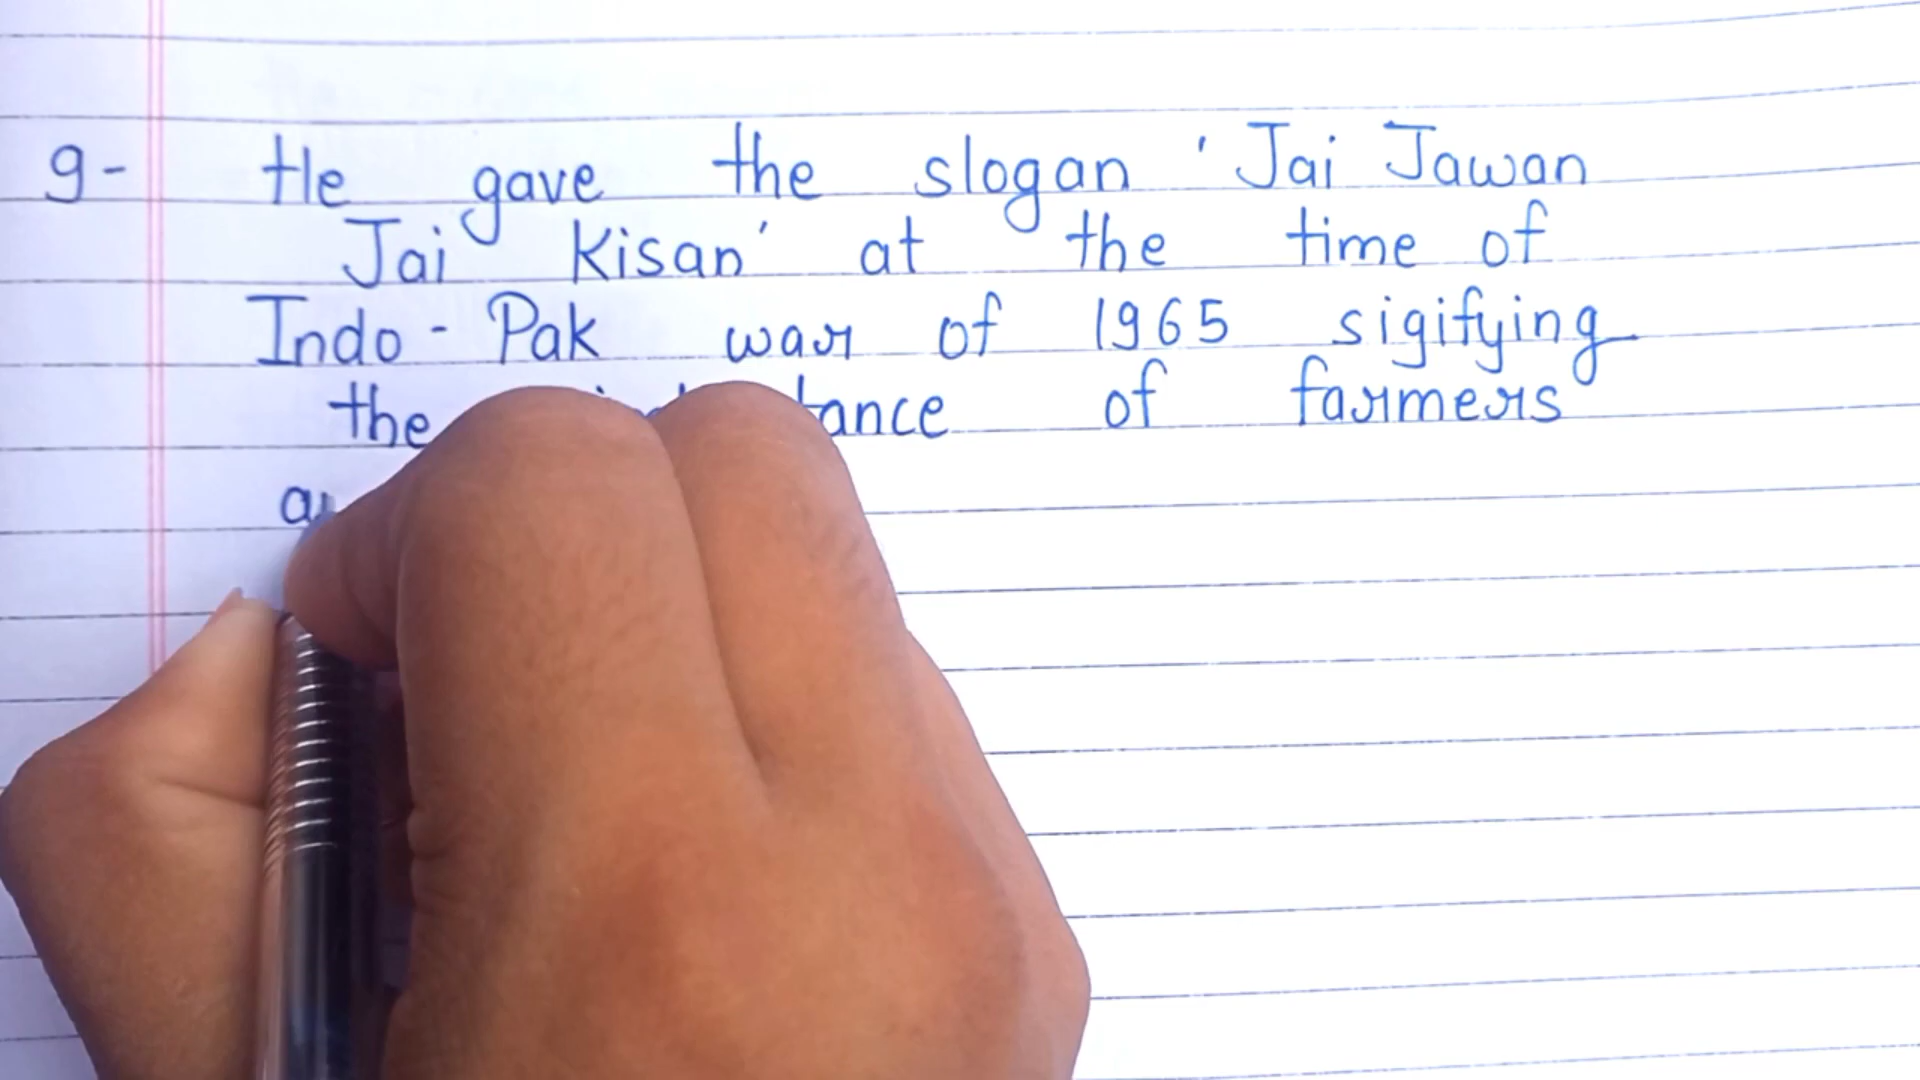 9- He gave the slogan 'Jai Jawan
Jai Kisan' at the time of
Indo - Pak war of 1965 sigifying
the of farmers